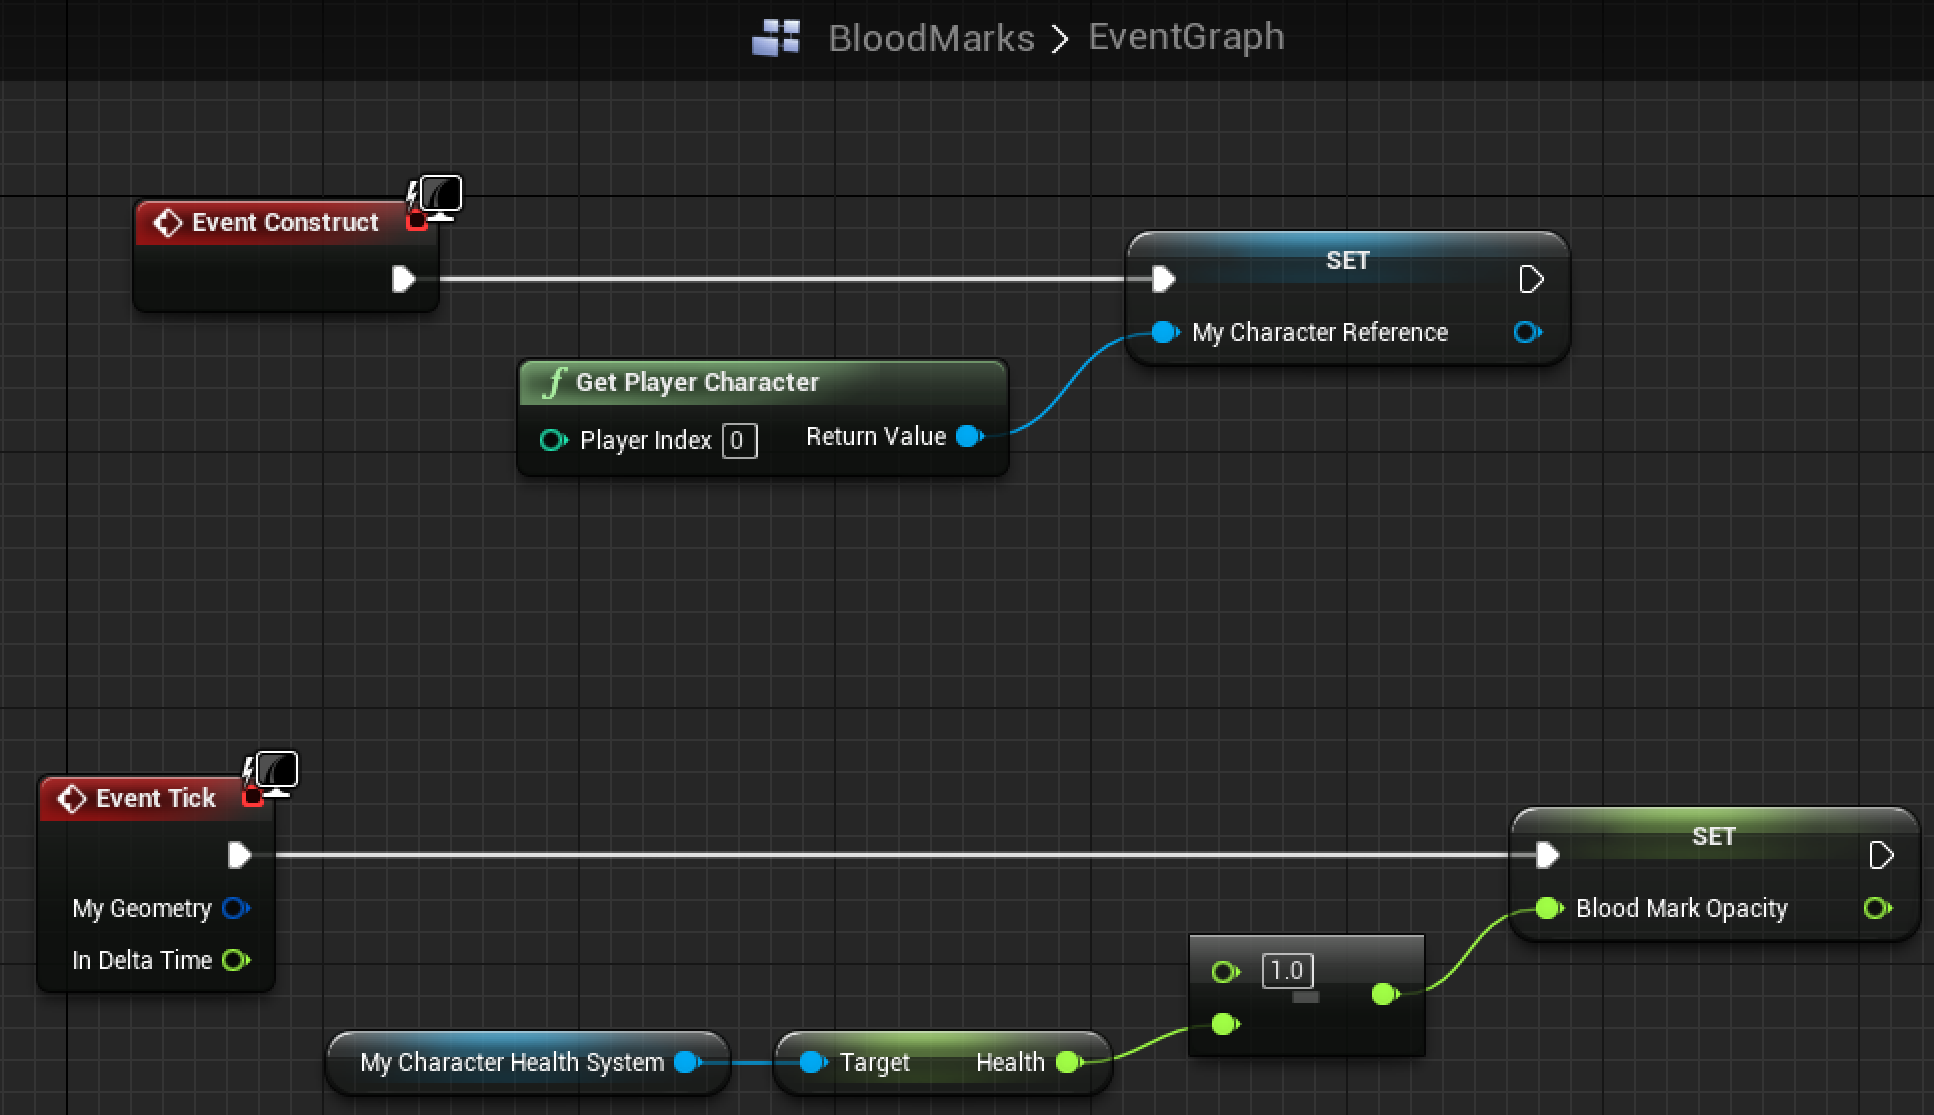 BloodMarks > EventGraph
Event Construct
SET
My Character Reference
f Get Player Character
Player Index 0 Return Value
Event Tick
SET
My Geometry
Blood Mark Opacity
In Delta Time
1.0
My Character Health System
Target Health